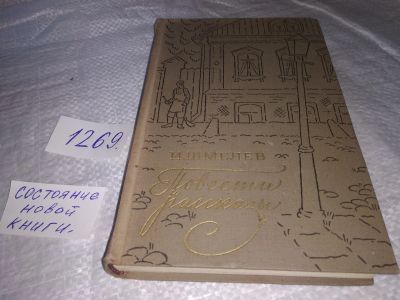 1269.
состояние
новой
книги.
И. ШМЕЛЕВ
Повести
рассказы